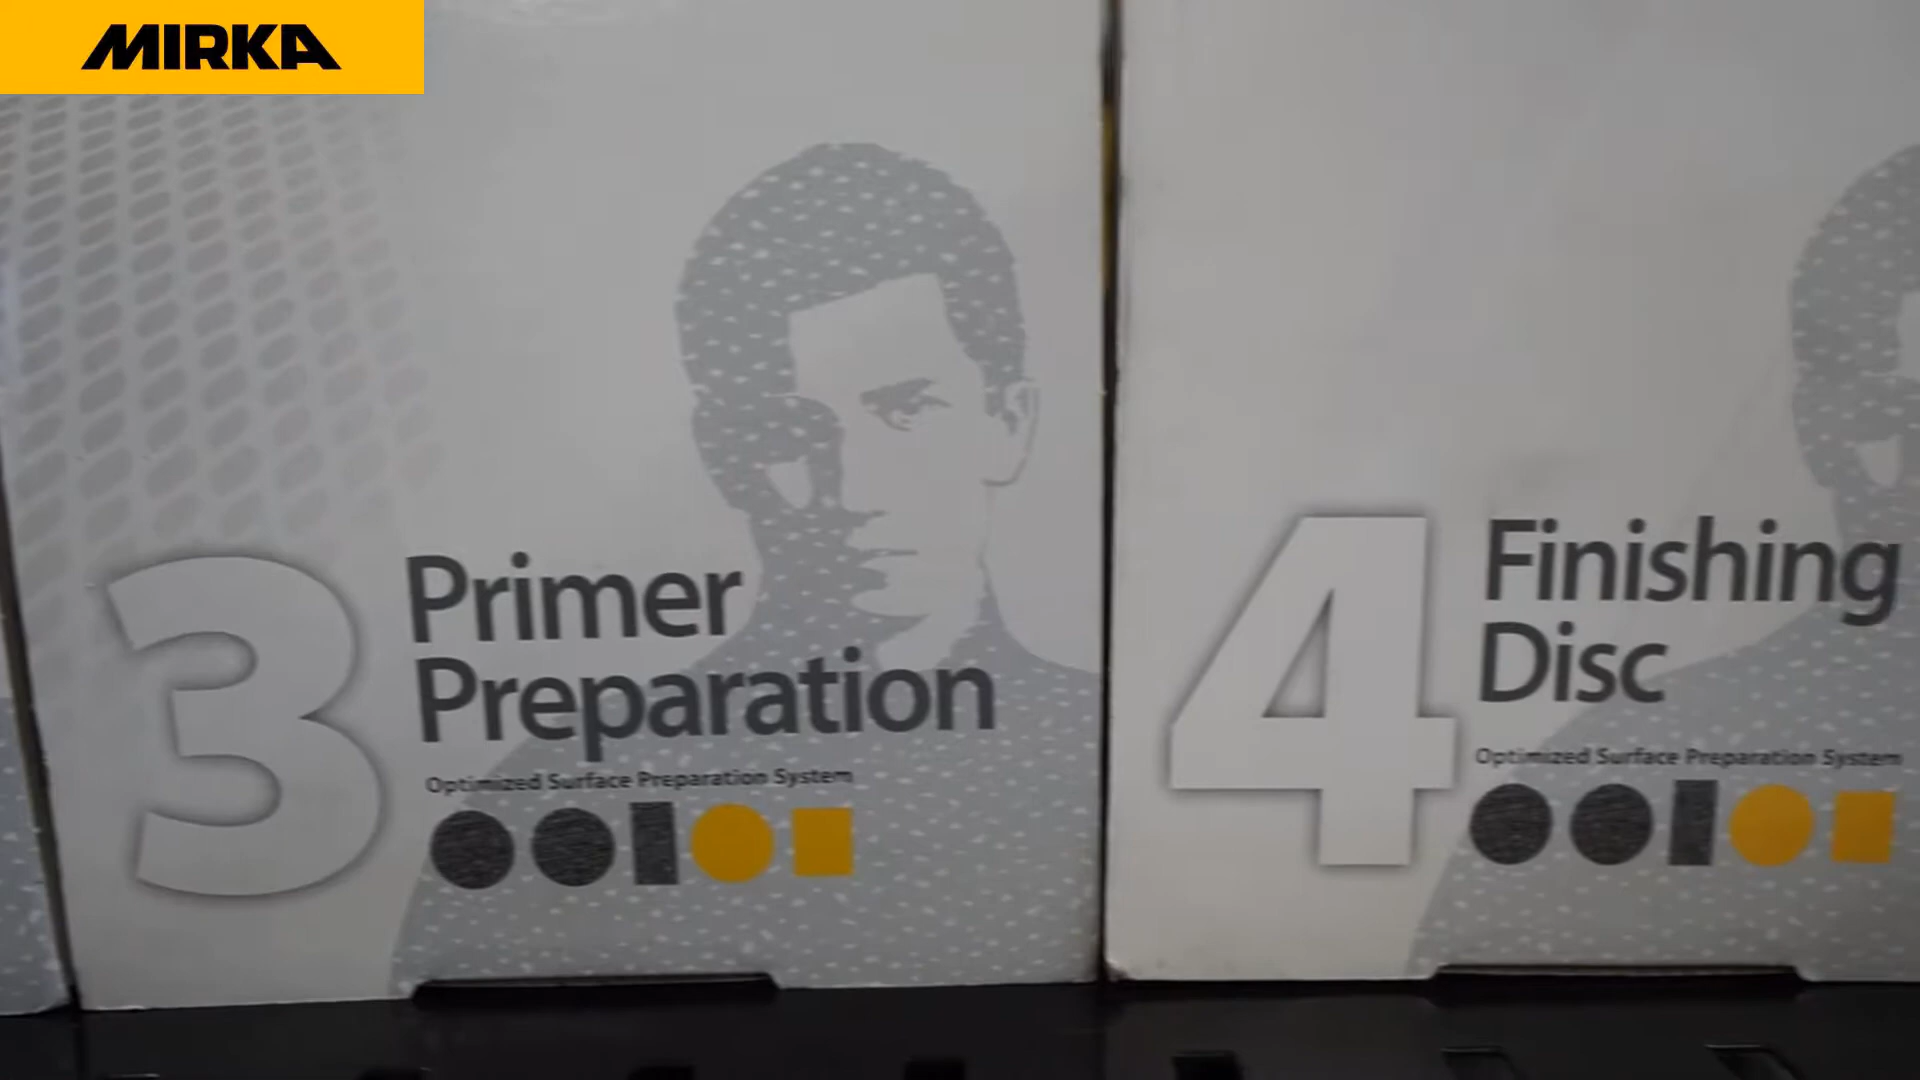 MIRKA
3
Primer
Preparation
Optimized Surface Preparation System
4
Finishing
Disc
Optimized Surface Preparation System